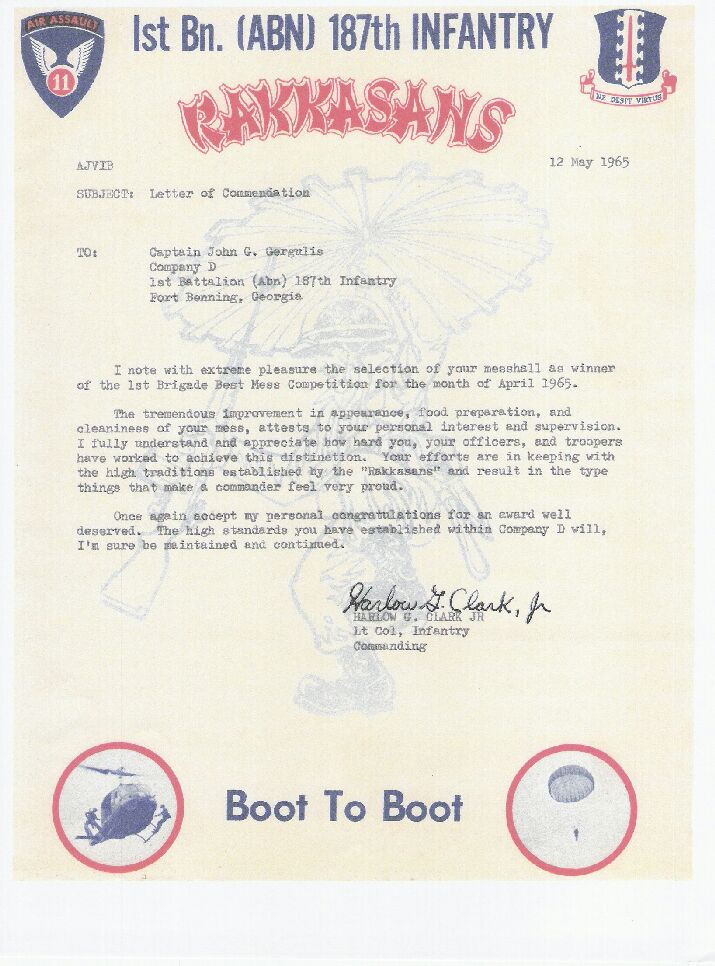 AIR ASSAULT
11
1st Bn. (ABN) 187th INFANTRY
NE DESIT VIRTUS
RAKKASANS
AJVIB
12 May 1965
SUBJECT: Letter of Commendation
TO: Captain John G. Gergulis
Company D
1st Battalion (Abn) 187th Infantry
Fort Benning, Georgia
I note with extreme pleasure the selection of your messhall as winner
of the 1st Brigade Best Mess Competition for the month of April 1965.
The tremendous improvement in appearance, food preparation, and
cleaniness of your mess, attests to your personal interest and supervision.
I fully understand and appreciate how hard you, your officers, and troopers
have worked to achieve this distinction. Your efforts are in keeping with
the high traditions established by the "Rakkasans" and result in the type
things that make a commander feel very proud.
Once again accept my personal congratulations for an award well
deserved. The high standards you have established within Company D will,
I'm sure be maintained and continued.
Harlow G. Clark, Jr
HARLOW G. CLARK JR
Lt Col, Infantry
Commanding
Boot To Boot